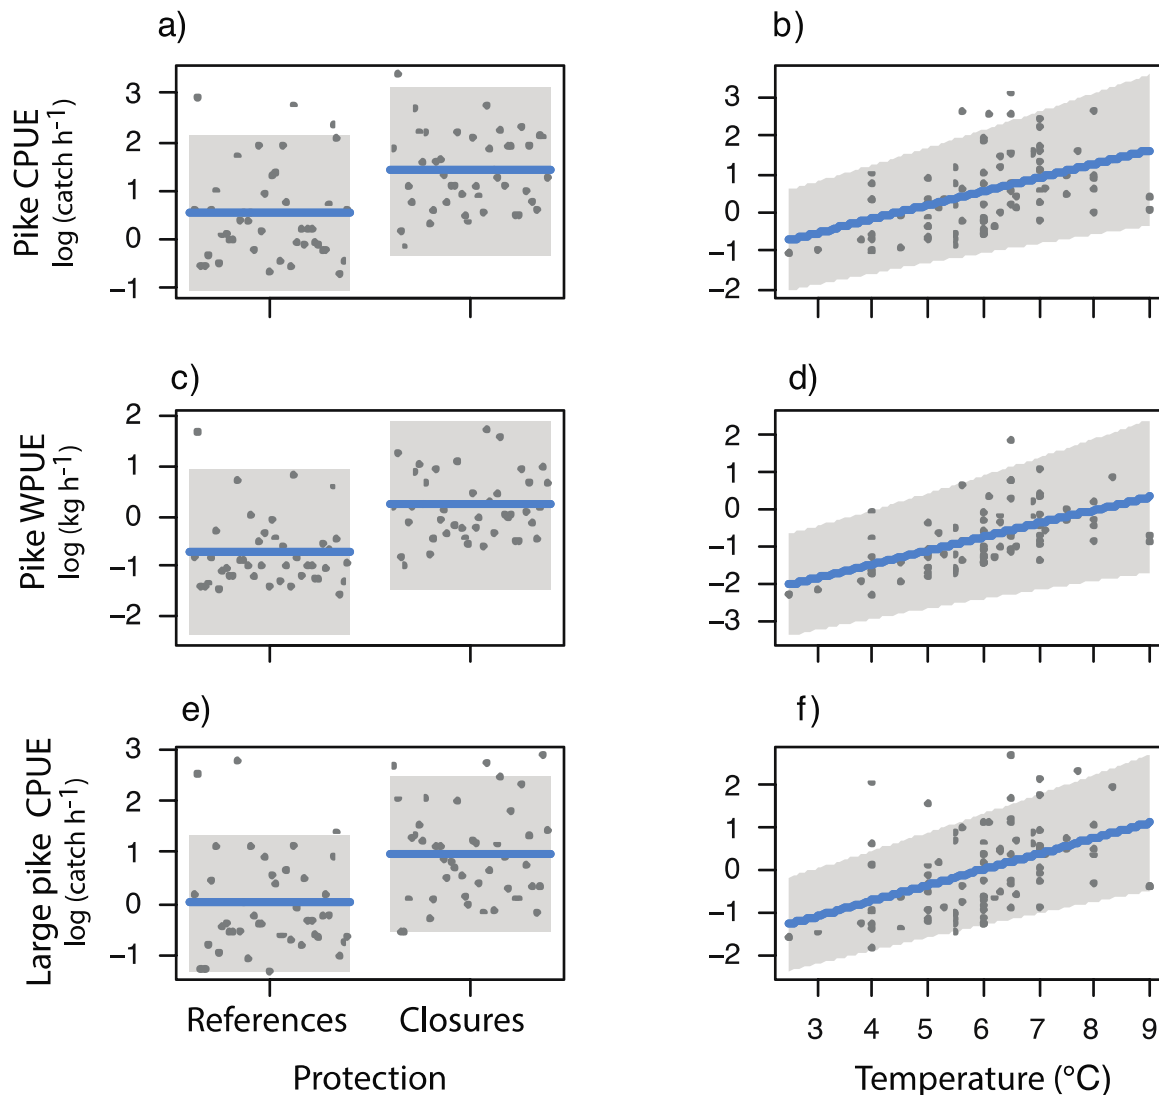 a)
b)
Pike CPUE
log (catch h⁻¹)
3
2
1
0
−1
3
2
1
0
−1
−2
c)
d)
Pike WPUE
log (kg h⁻¹)
2
1
0
−1
−2
2
1
0
−1
−2
−3
e)
f)
Large pike CPUE
log (catch h⁻¹)
3
2
1
0
−1
2
1
0
−1
−2
References Closures
3 4 5 6 7 8 9
Protection
Temperature (°C)